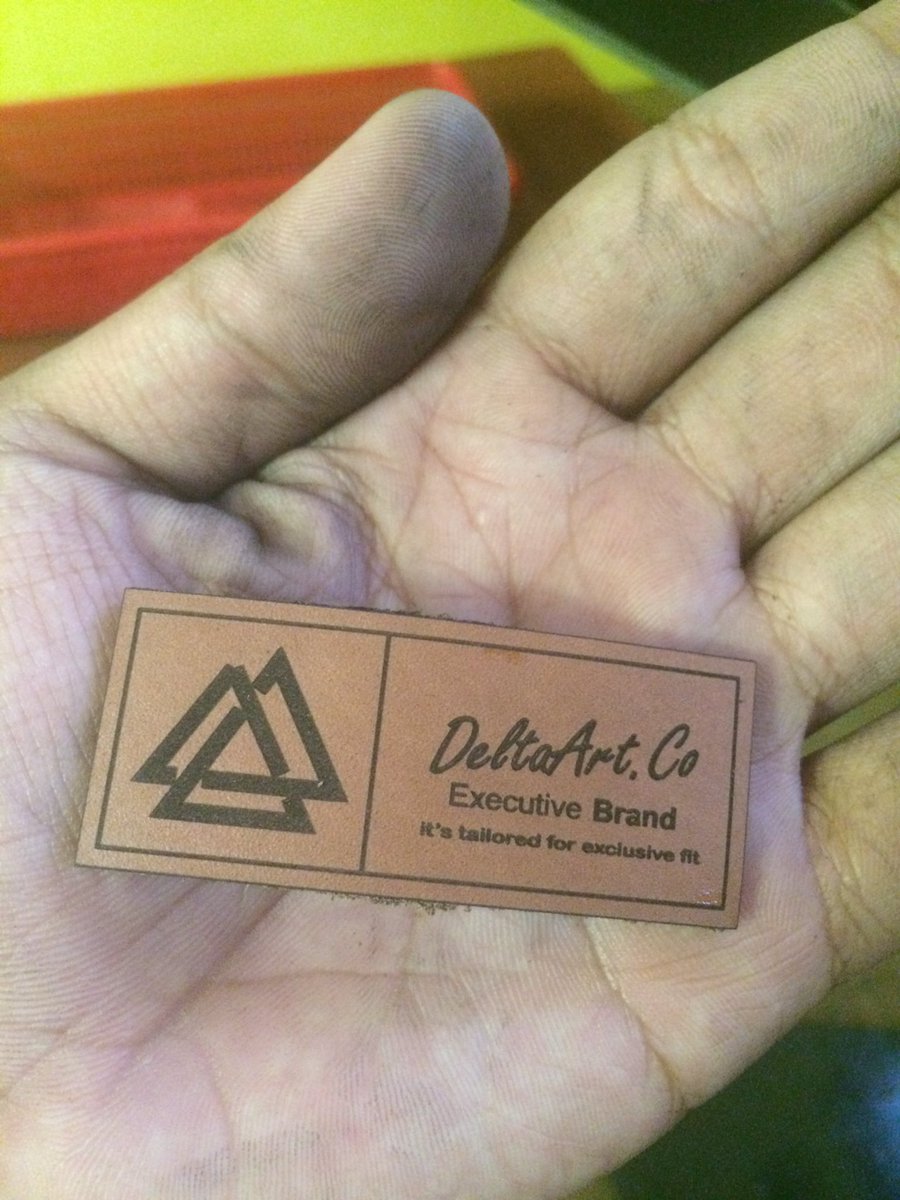 DeltaArt.Co
Executive Brand
it's tailored for exclusive fit